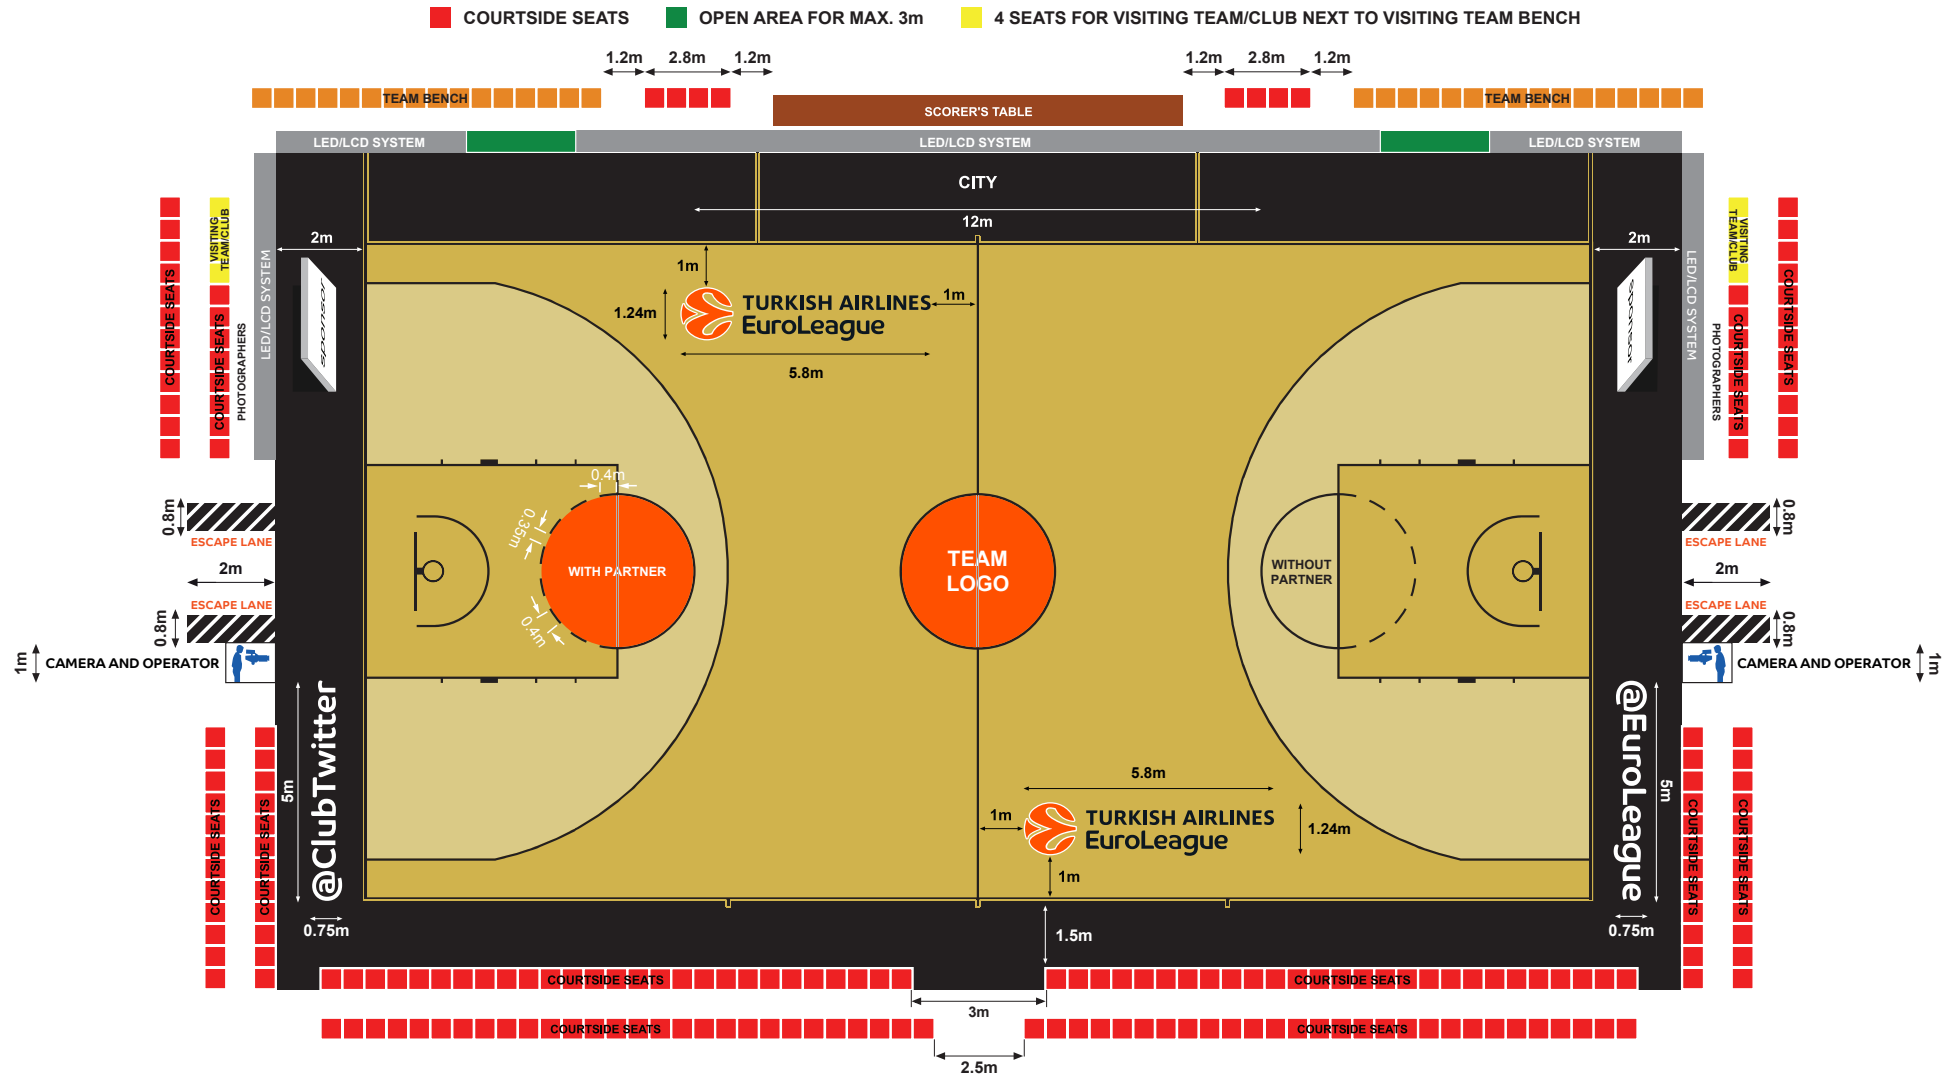 COURTSIDE SEATS
OPEN AREA FOR MAX. 3m
4 SEATS FOR VISITING TEAM/CLUB NEXT TO VISITING TEAM BENCH
1.2m
2.8m
1.2m
1.2m
2.8m
1.2m
TEAM BENCH
SCORER'S TABLE
TEAM BENCH
LED/LCD SYSTEM
LED/LCD SYSTEM
LED/LCD SYSTEM
CITY
12m
COURTSIDE SEATS
VISITING
TEAM/CLUB
COURTSIDE SEATS
PHOTOGRAPHERS
LED/LCD SYSTEM
2m
sponsor
1m
1.24m
TURKISH AIRLINES
EuroLeague
1m
5.8m
2m
sponsor
LED/LCD SYSTEM
PHOTOGRAPHERS
VISITING
TEAM/CLUB
COURTSIDE SEATS
COURTSIDE SEATS
0.8m
ESCAPE LANE
2m
ESCAPE LANE
0.8m
1m
CAMERA AND OPERATOR
0.4m
0.35m
WITH PARTNER
0.4m
TEAM
LOGO
WITHOUT
PARTNER
0.8m
ESCAPE LANE
2m
ESCAPE LANE
0.8m
CAMERA AND OPERATOR
1m
COURTSIDE SEATS
COURTSIDE SEATS
5m
@ClubTwitter
0.75m
5.8m
1m
TURKISH AIRLINES
EuroLeague
1.24m
1m
1.5m
@EuroLeague
5m
0.75m
COURTSIDE SEATS
COURTSIDE SEATS
COURTSIDE SEATS
COURTSIDE SEATS
3m
COURTSIDE SEATS
COURTSIDE SEATS
2.5m